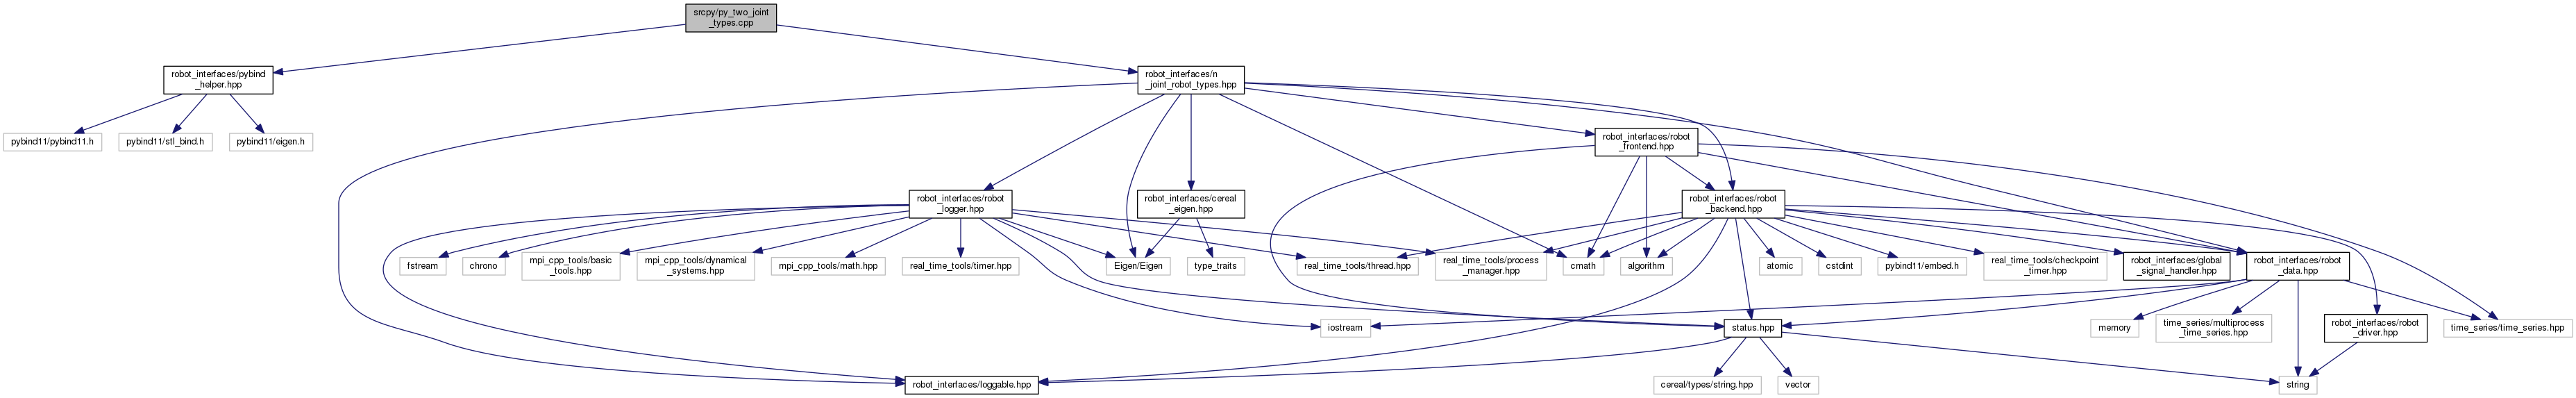 srcpy/py_two_joint
_types.cpp
robot_interfaces/pybind
_helper.hpp
robot_interfaces/n
_joint_robot_types.hpp
pybind11/pybind11.h
pybind11/stl_bind.h
pybind11/eigen.h
robot_interfaces/robot
_frontend.hpp
robot_interfaces/robot
_logger.hpp
robot_interfaces/cereal
_eigen.hpp
robot_interfaces/robot
_backend.hpp
fstream
chrono
mpi_cpp_tools/basic
_tools.hpp
mpi_cpp_tools/dynamical
_systems.hpp
mpi_cpp_tools/math.hpp
real_time_tools/timer.hpp
Eigen/Eigen
type_traits
real_time_tools/thread.hpp
real_time_tools/process
_manager.hpp
cmath
algorithm
atomic
cstdint
pybind11/embed.h
real_time_tools/checkpoint
_timer.hpp
robot_interfaces/global
_signal_handler.hpp
robot_interfaces/robot
_data.hpp
iostream
status.hpp
memory
time_series/multiprocess
_time_series.hpp
robot_interfaces/robot
_driver.hpp
time_series/time_series.hpp
robot_interfaces/loggable.hpp
cereal/types/string.hpp
vector
string